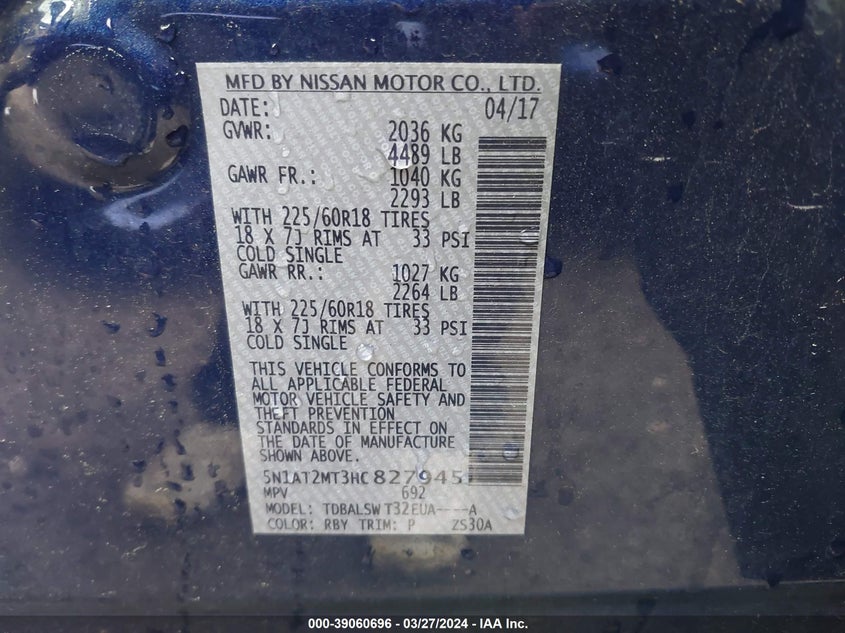 MFD BY NISSAN MOTOR CO., LTD.
DATE: 04/17
GVWR: 2036 KG
4489 LB
GAWR FR.: 1040 KG
2293 LB
WITH 225/60R18 TIRES
18 X 7J RIMS AT 33 PSI
COLD SINGLE
GAWR RR.: 1027 KG
2264 LB
WITH 225/60R18 TIRES
18 X 7J RIMS AT 33 PSI
COLD SINGLE
THIS VEHICLE CONFORMS TO
ALL APPLICABLE FEDERAL
MOTOR VEHICLE SAFETY AND
THEFT PREVENTION
STANDARDS IN EFFECT ON
THE DATE OF MANUFACTURE
SHOWN ABOVE.
5N1AT2MT3HC827945
MPV 692
MODEL: TDBALSW T32EUA----A
COLOR: RBY TRIM: P ZS30A
000-39060696 - 03/27/2024 - IAA Inc.